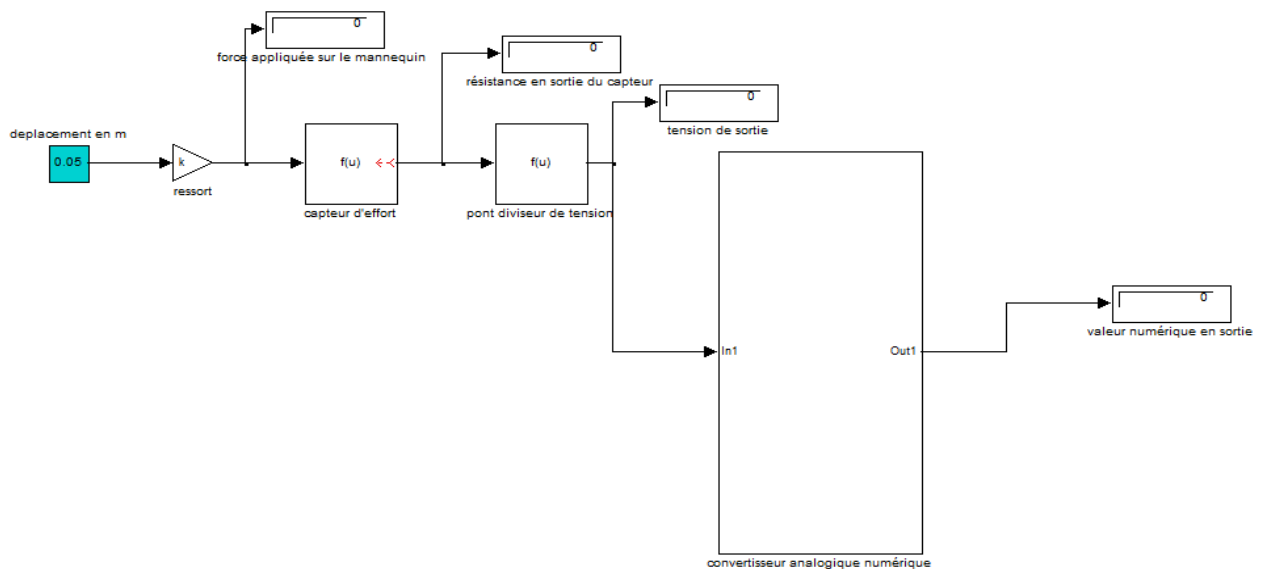 0
force appliquée sur le mannequin
0
résistance en sortie du capteur
0
tension de sortie
deplacement en m
0.05
k
ressort
f(u)
capteur d'effort
f(u)
pont diviseur de tension
In1
Out1
convertisseur analogique numérique
0
valeur numérique en sortie